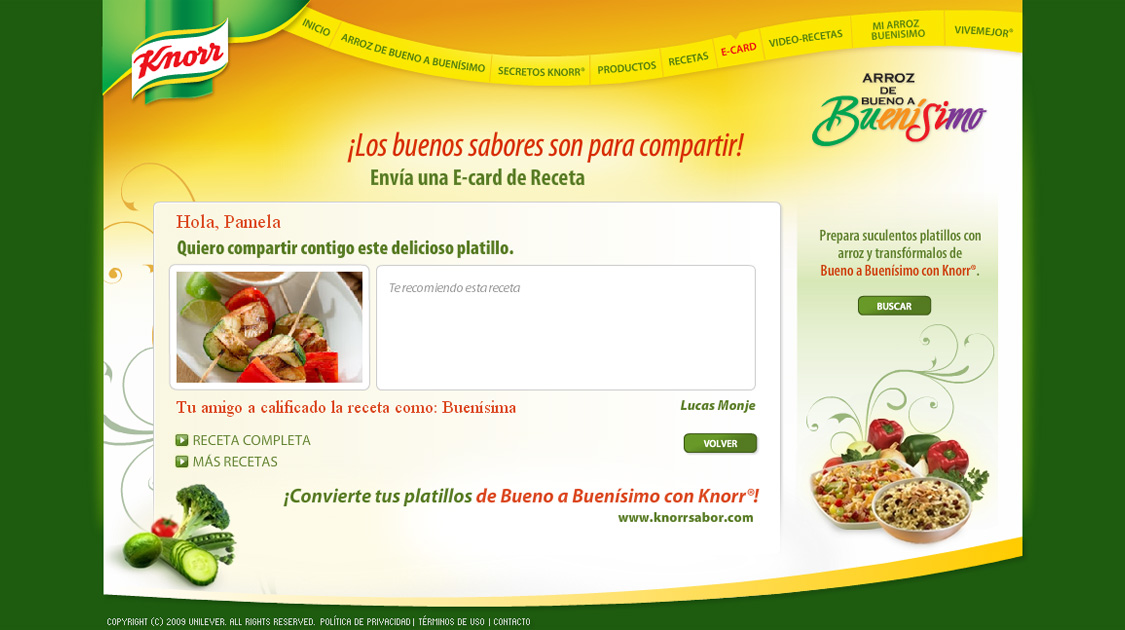 Knorr
INICIO
ARROZ DE BUENO A BUENÍSIMO
SECRETOS KNORR®
PRODUCTOS
RECETAS
E-CARD
VIDEO-RECETAS
MI ARROZ
BUENISIMO
VIVEMEJOR®
ARROZ
DE
BUENO A
Buenísimo
¡Los buenos sabores son para compartir!
Envía una E-card de Receta
Hola, Pamela
Quiero compartir contigo este delicioso platillo.
Te recomiendo esta receta
Tu amigo a calificado la receta como: Buenísima
Lucas Monje
RECETA COMPLETA
MÁS RECETAS
VOLVER
¡Convierte tus platillos de Bueno a Buenísimo con Knorr®!
www.knorrsabor.com
Prepara suculentos platillos con
arroz y transfórmalos de
Bueno a Buenísimo con Knorr®.
BUSCAR
COPYRIGHT (C) 2009 UNILEVER. ALL RIGHTS RESERVED. POLÍTICA DE PRIVACIDAD | TÉRMINOS DE USO | CONTACTO